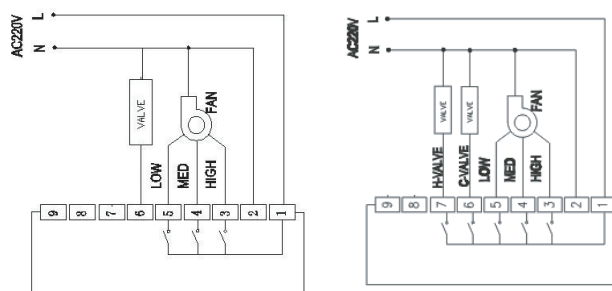 AC220V
L
N
VALVE
FAN
LOW
MED
HIGH
9 8 7 6 5 4 3 2 1
AC220V
L
N
VALVE
VALVE
FAN
H-VALVE
C-VALVE
LOW
MED
HIGH
9 8 7 6 5 4 3 2 1